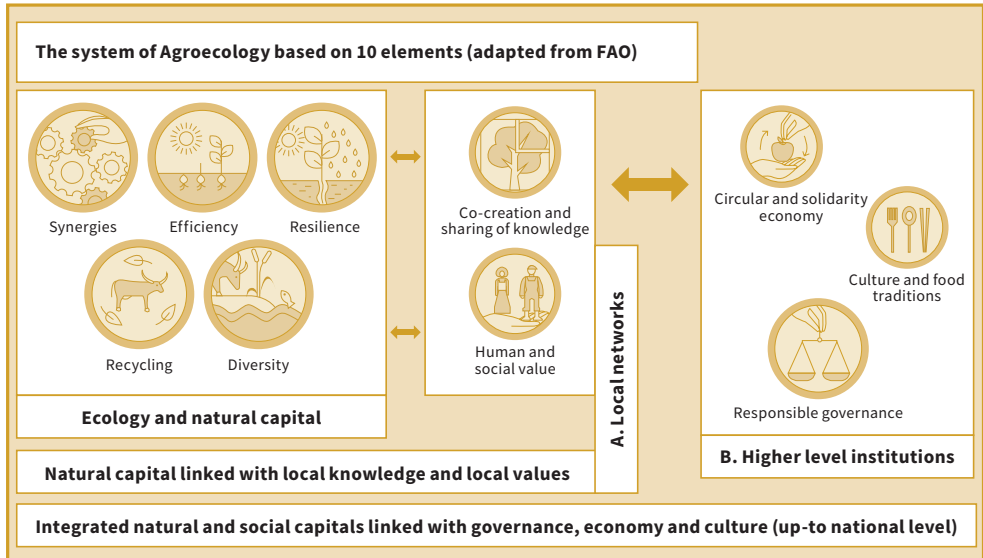 The system of Agroecology based on 10 elements (adapted from FAO)
Synergies
Efficiency
Resilience
Recycling
Diversity
Ecology and natural capital
Co-creation and
sharing of knowledge
Human and
social value
A. Local networks
Natural capital linked with local knowledge and local values
Circular and solidarity
economy
Culture and food
traditions
Responsible governance
B. Higher level institutions
Integrated natural and social capitals linked with governance, economy and culture (up-to national level)